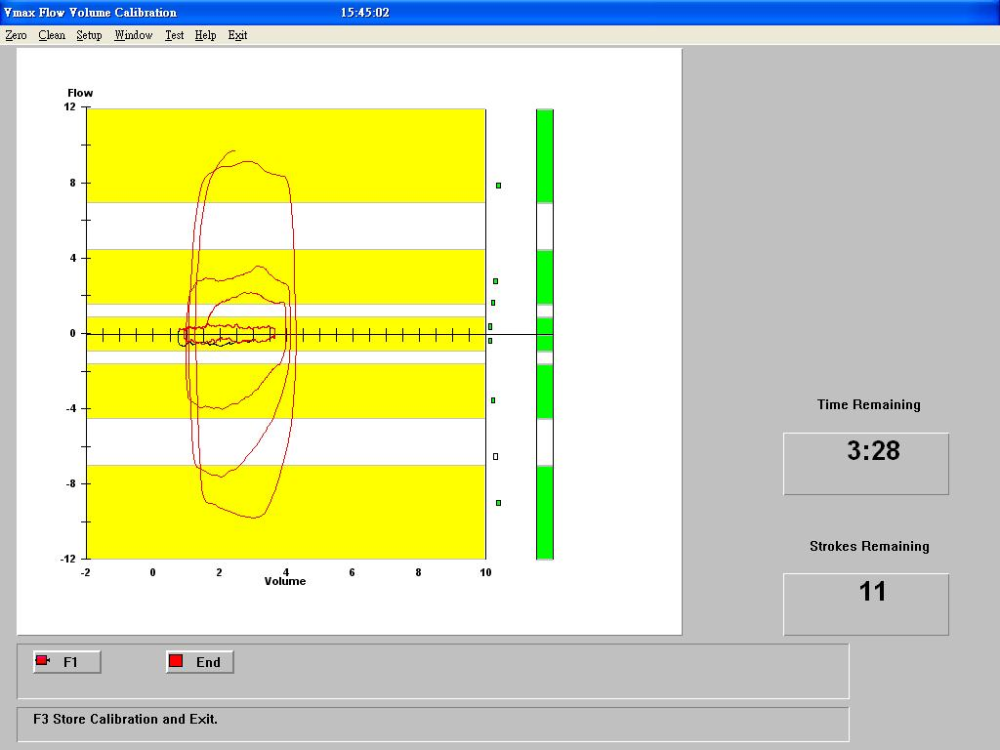 Vmax Flow Volume Calibration 15:45:02
Zero Clean Setup Window Test Help Exit
Flow
12
8
4
0
-4
-8
-12
-2 0 2 4 6 8 10
Volume
Time Remaining
3:28
Strokes Remaining
11
F1 End
F3 Store Calibration and Exit.